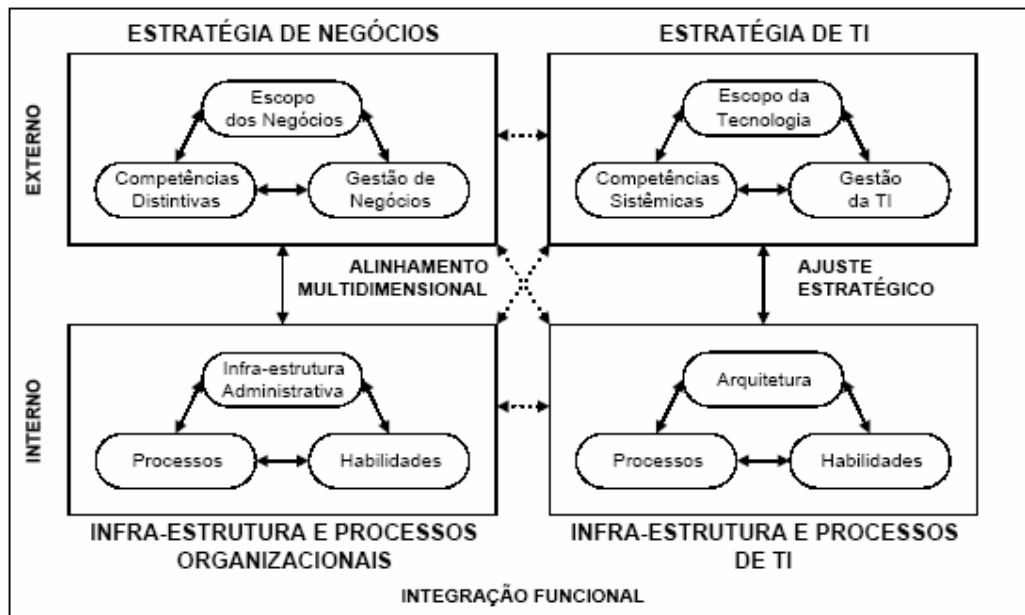 ESTRATÉGIA DE NEGÓCIOS
ESTRATÉGIA DE TI
EXTERNO
Escopo
dos Negócios
Competências
Distintivas
Gestão de
Negócios
Escopo da
Tecnologia
Competências
Sistêmicas
Gestão
da TI
ALINHAMENTO
MULTIDIMENSIONAL
AJUSTE
ESTRATÉGICO
INTERNO
Infra-estrutura
Administrativa
Processos
Habilidades
Arquitetura
Processos
Habilidades
INFRA-ESTRUTURA E PROCESSOS
ORGANIZACIONAIS
INFRA-ESTRUTURA E PROCESSOS
DE TI
INTEGRAÇÃO FUNCIONAL